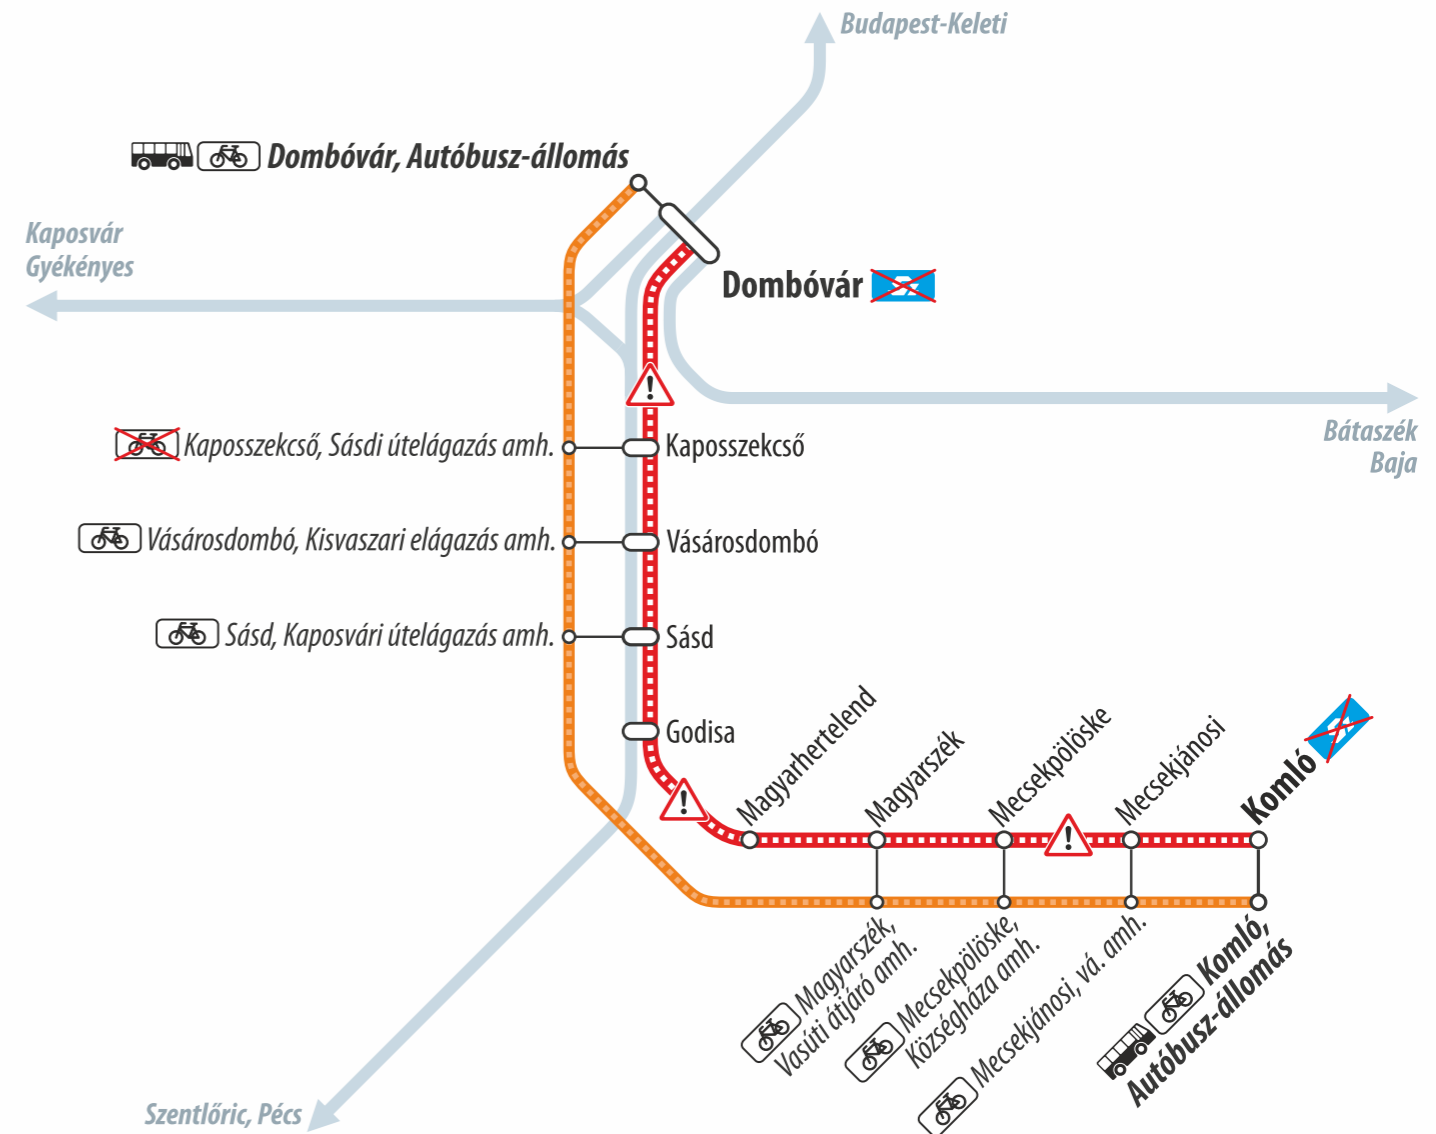 Budapest-Keleti
Dombóvár, Autóbusz-állomás
Kaposvár
Gyékényes
Dombóvár
Bátaszék
Baja
Kaposszekcső, Sásdi útelágazás amh.
Kaposszekcső
Vásárosdombó, Kisvaszari elágazás amh.
Vásárosdombó
Sásd, Kaposvári útelágazás amh.
Sásd
Godisa
Magyarhertelend
Magyarszék
Mecsekpölöske
Mecsekjánosi
Komló
Magyarszék,
Vasúti átjáró amh.
Mecsekpölöske,
Községháza amh.
Mecsekjánosi, vá. amh.
Komló,
Autóbusz-állomás
Szentlőric, Pécs